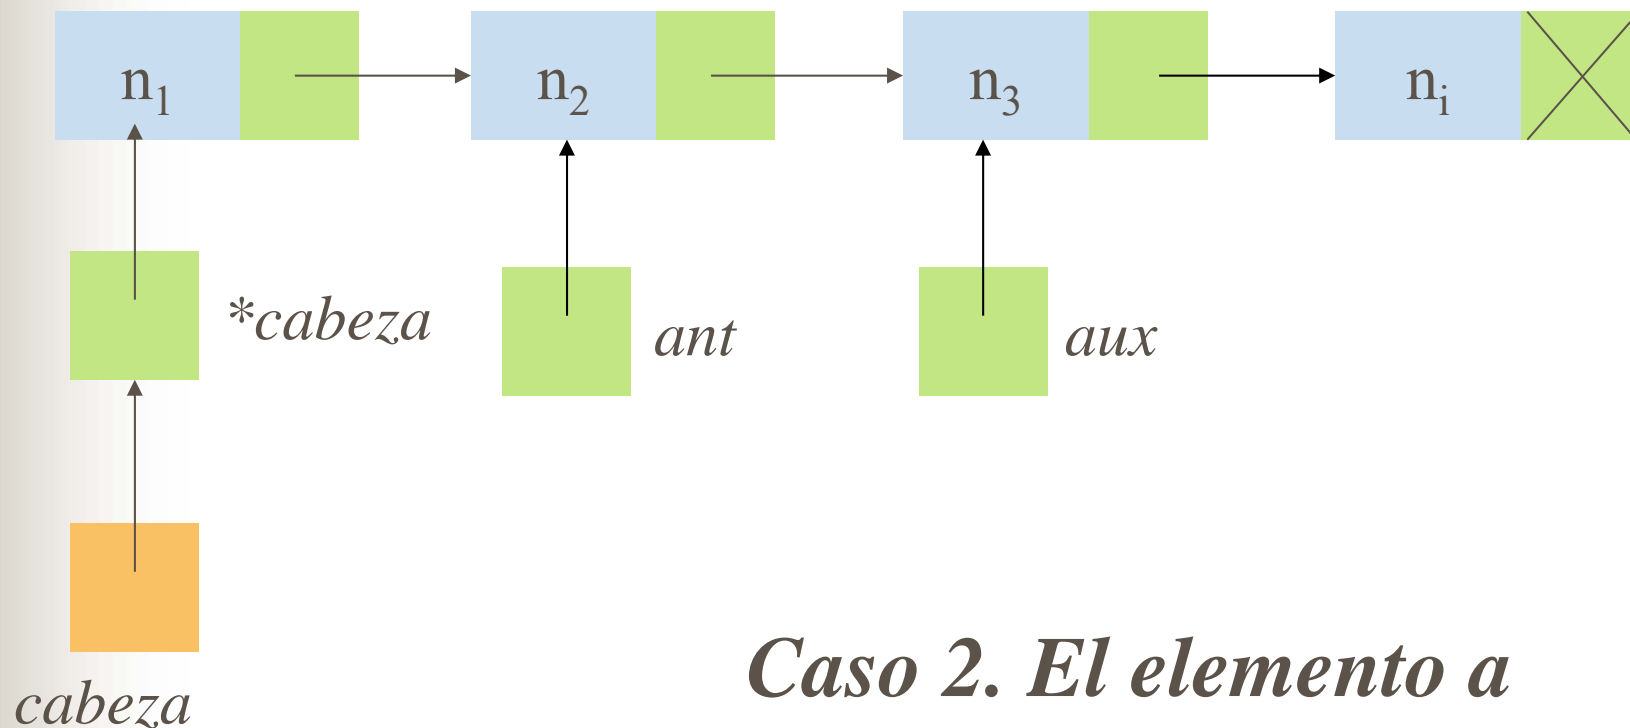 n₁ n₂ n₃ nᵢ
*cabeza ant aux
Caso 2. El elemento a
cabeza